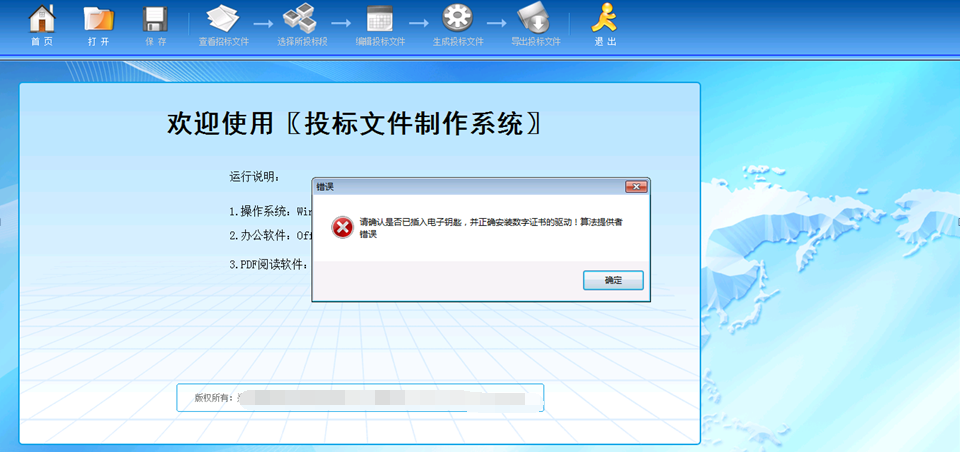 首 页
打 开
保 存
查看招标文件
选择所投标段
编辑投标文件
生成投标文件
导出投标文件
退 出
欢迎使用〖投标文件制作系统〗
运行说明：
错误
1.操作系统：Win
请确认是否已插入电子钥匙，并正确安装数字证书的驱动！算法提供者
错误
2.办公软件：Off
3.PDF阅读软件：
确定
版权所有：